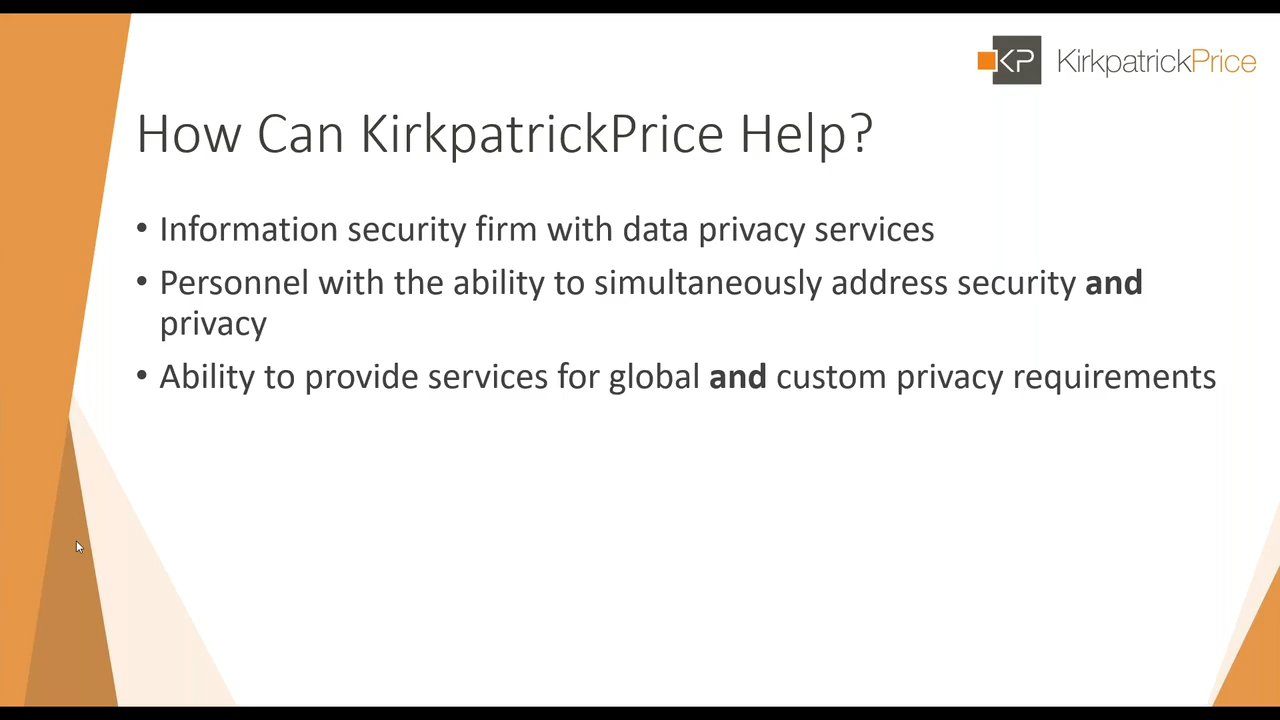 KP KirkpatrickPrice
How Can KirkpatrickPrice Help?
• Information security firm with data privacy services
• Personnel with the ability to simultaneously address security and
privacy
• Ability to provide services for global and custom privacy requirements